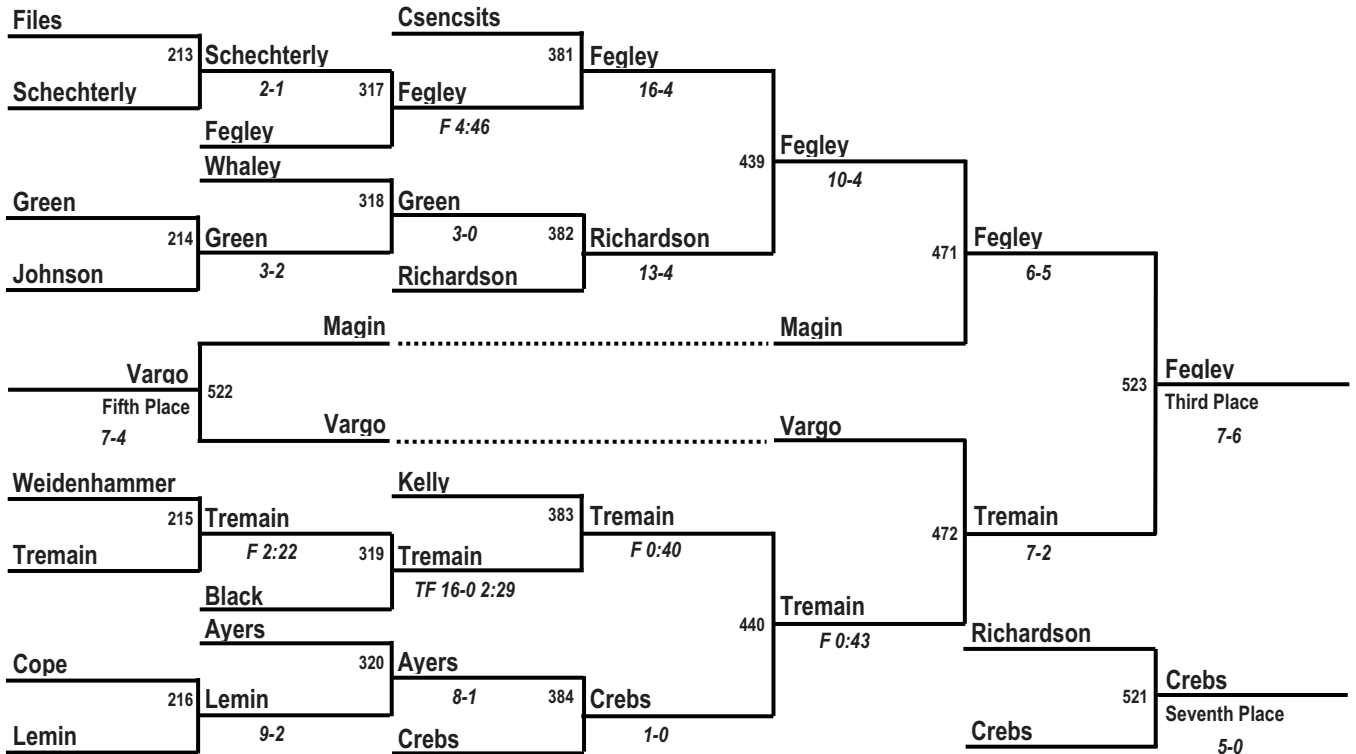 Files
Csencsits
213 Schechterly
381 Fegley
2-1
317 Fegley
16-4
Schechterly
F 4:46
Fegley
439 Fegley
Whaley
10-4
Green
318 Green
214 Green
3-0
382 Richardson
471 Fegley
Johnson
3-2
Richardson
13-4
6-5
Magin
Magin
Vargo
522
523 Fegley
Fifth Place
Third Place
7-4
Vargo
Vargo
7-6
Weidenhammer
Kelly
215 Tremain
383 Tremain
472 Tremain
F 2:22
319 Tremain
F 0:40
7-2
Tremain
TF 16-0 2:29
Black
440 Tremain
Ayers
F 0:43
Richardson
Cope
320 Ayers
216 Lemin
8-1
384 Crebs
521 Crebs
Seventh Place
Lemin
9-2
Crebs
1-0
Crebs
5-0